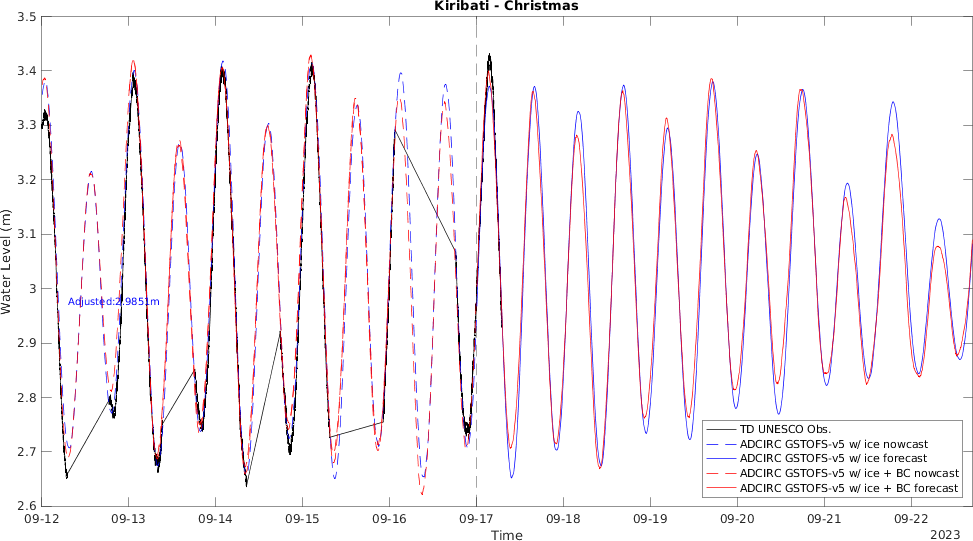 Kiribati - Christmas
3.5
3.4
3.3
3.2
3.1
3
2.9
2.8
2.7
2.6
Water Level (m)
Adjusted:2.9851m
TD UNESCO Obs.
ADCIRC GSTOFS-v5 w/ ice nowcast
ADCIRC GSTOFS-v5 w/ ice forecast
ADCIRC GSTOFS-v5 w/ ice + BC nowcast
ADCIRC GSTOFS-v5 w/ ice + BC forecast
09-12 09-13 09-14 09-15 09-16 09-17 09-18 09-19 09-20 09-21 09-22
Time
2023